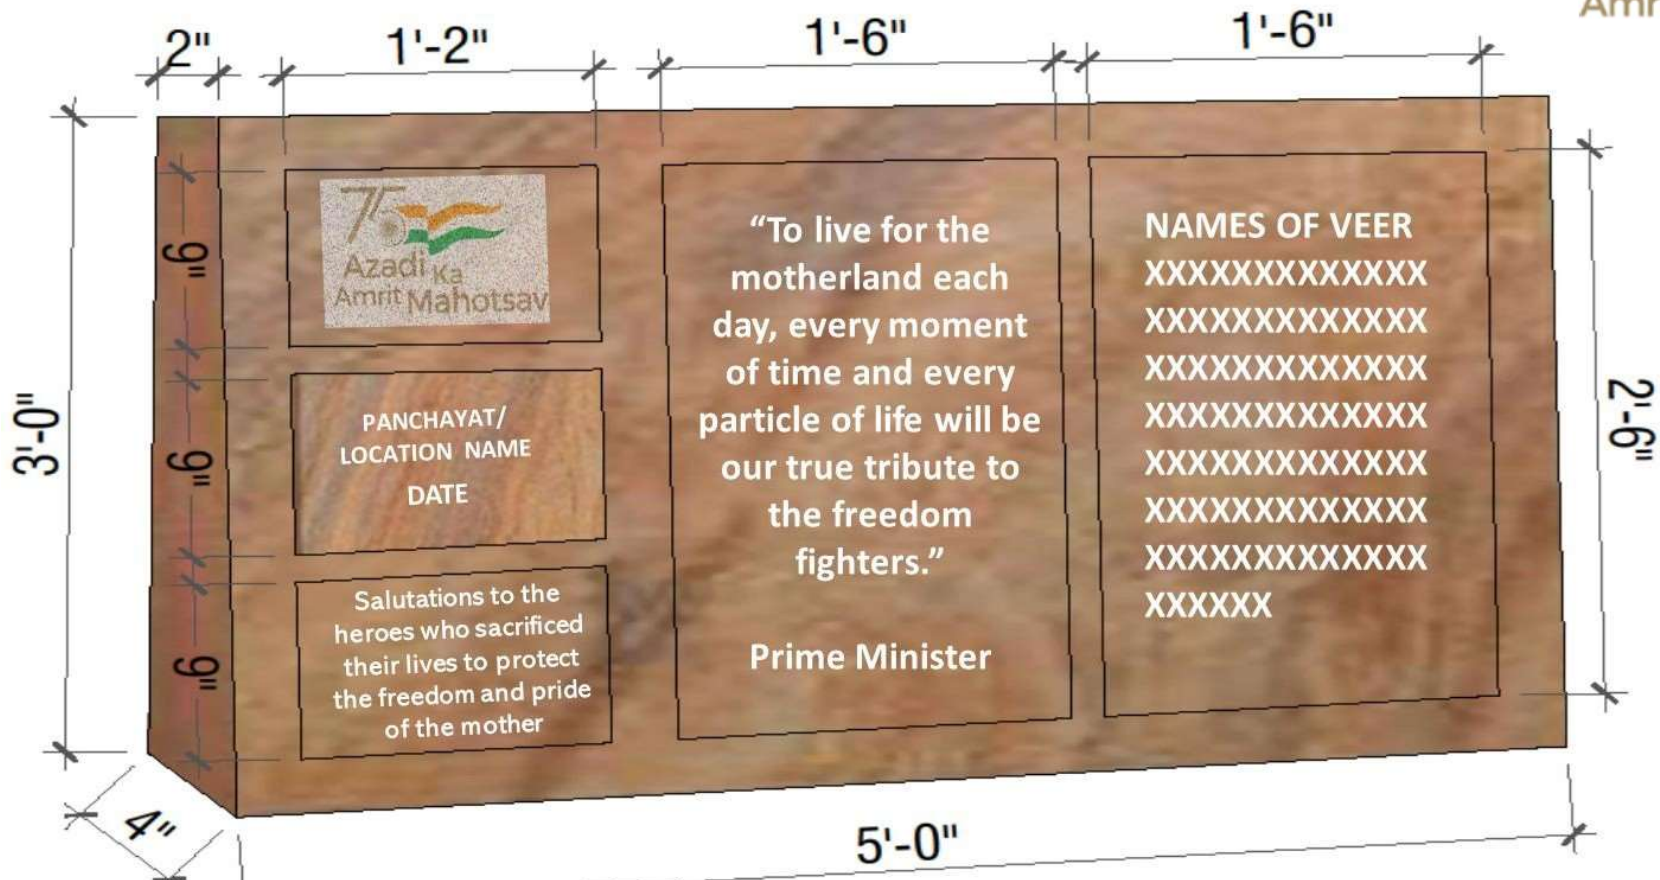 Amr
2"
1'-2"
1'-6"
1'-6"
75
Azadi Ka
Amrit Mahotsav
PANCHAYAT/
LOCATION NAME
DATE
Salutations to the
heroes who sacrificed
their lives to protect
the freedom and pride
of the mother
“To live for the
motherland each
day, every moment
of time and every
particle of life will be
our true tribute to
the freedom
fighters.”
Prime Minister
NAMES OF VEER
XXXXXXXXXXXXX
XXXXXXXXXXXXX
XXXXXXXXXXXXX
XXXXXXXXXXXXX
XXXXXXXXXXXXX
XXXXXXXXXXXXX
XXXXXXXXXXXXX
XXXXXX
3'-0"
9"
9"
9"
2'-6"
4"
5'-0"